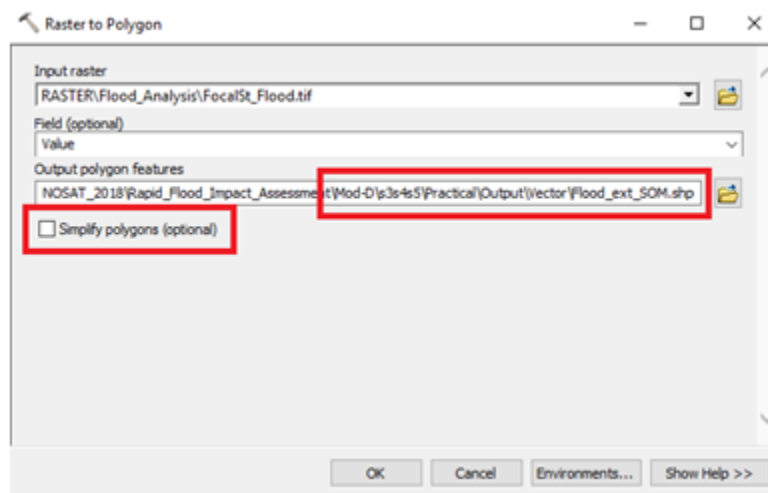 Raster to Polygon
Input raster
RASTER\Flood_Analysis\FocalSt_Flood.tif
Field (optional)
Value
Output polygon features
NOSAT_2018\Rapid_Flood_Impact_Assessment\Mod-D\s3s4s5\Practical\Output\Vector\Flood_ext_SOM.shp
Simplify polygons (optional)
OK Cancel Environments... Show Help >>